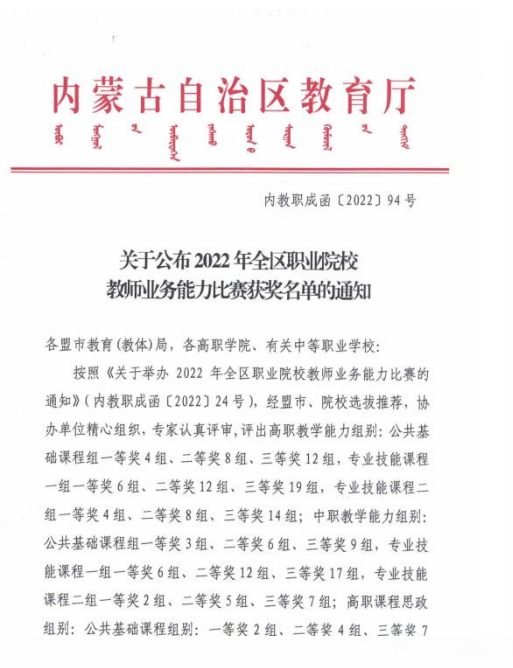 内蒙古自治区教育厅
内教职成函〔2022〕94号
关于公布2022年全区职业院校
教师业务能力比赛获奖名单的通知
各盟市教育(教体)局，各高职学院、有关中等职业学校：
按照《关于举办 2022 年全区职业院校教师业务能力比赛的
通知》(内教职成函〔2022〕24号)，经盟市、院校选拔推荐，协
办单位精心组织，专家认真评审,评出高职教学能力组别：公共基
础课程组一等奖4组、二等奖8组、三等奖12组，专业技能课程
一组一等奖6组、二等奖12组、三等奖19组，专业技能课程二
组一等奖4组、二等奖8组、三等奖14组；中职教学能力组别：
公共基础课程组一等奖3组、二等奖6组、三等奖9组，专业技
能课程一组一等奖6组、二等奖12组、三等奖17组，专业技能
课程二组一等奖2组、二等奖5组、三等奖7组；高职课程思政
组别：公共基础课程组别：一等奖2组、二等奖4组、三等奖7